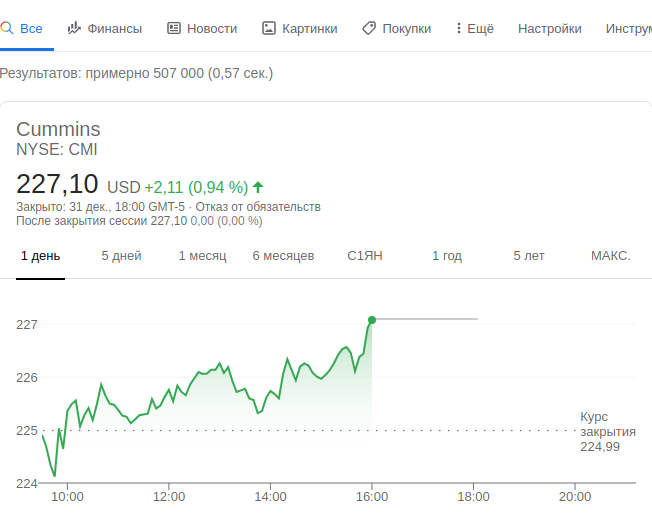 Все Финансы Новости Картинки Покупки Ещё Настройки
Результатов: примерно 507 000 (0,57 сек.)
Cummins
NYSE: CMI
227,10 USD +2,11 (0,94 %)
Закрыто: 31 дек., 18:00 GMT-5 · Отказ от обязательств
После закрытия сессии 227,10 0,00 (0,00 %)
1 день 5 дней 1 месяц 6 месяцев С1ЯН 1 год 5 лет МАКС.
227
226
225
224
Курс
закрытия
224,99
10:00 12:00 14:00 16:00 18:00 20:00